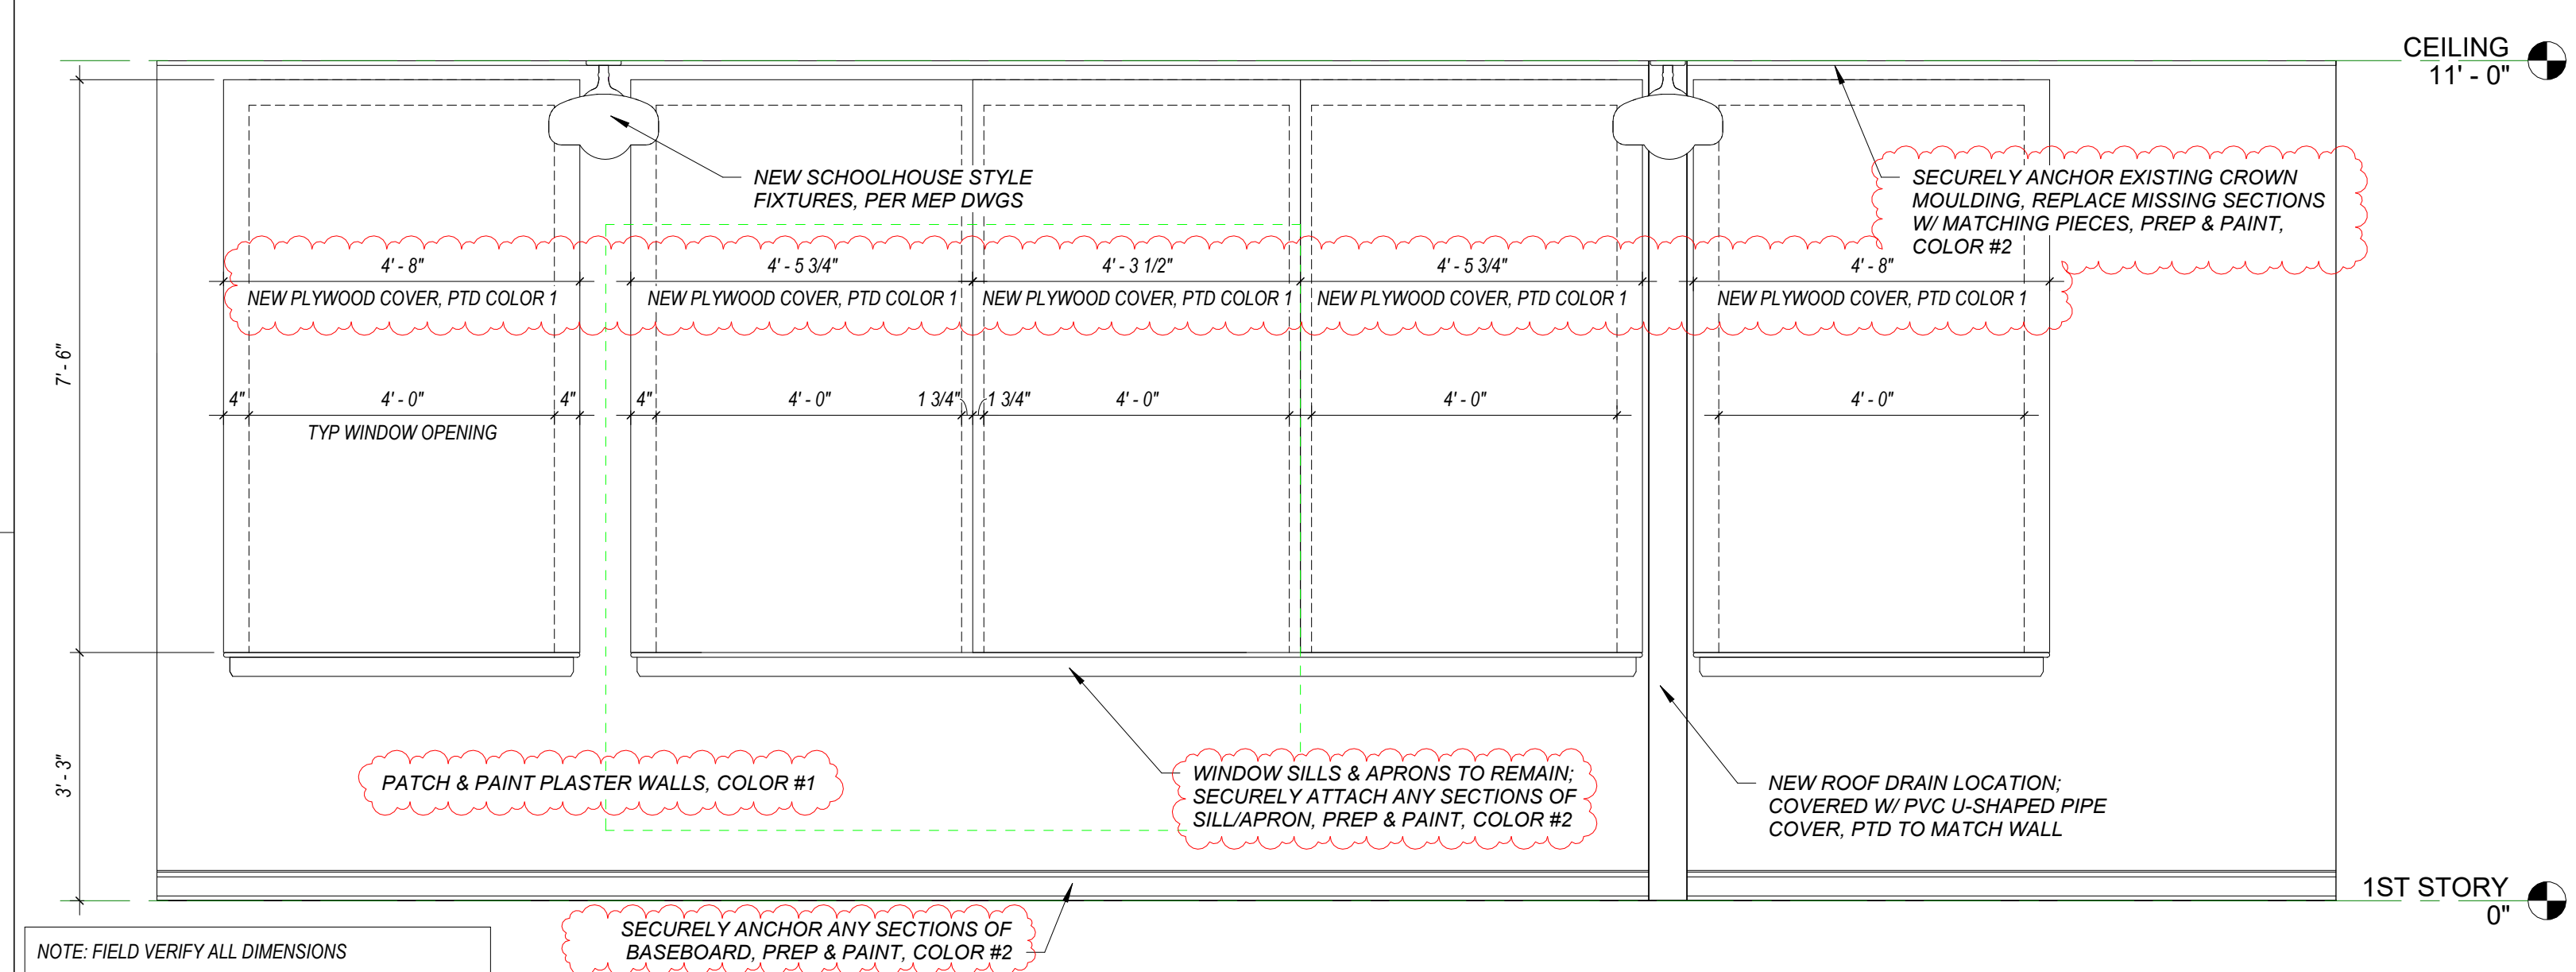 CEILING
11' - 0"
NEW SCHOOLHOUSE STYLE
FIXTURES, PER MEP DWGS
SECURELY ANCHOR EXISTING CROWN
MOULDING, REPLACE MISSING SECTIONS
W/ MATCHING PIECES, PREP & PAINT,
COLOR #2
4' - 8"
4' - 5 3/4"
4' - 3 1/2"
4' - 5 3/4"
4' - 8"
NEW PLYWOOD COVER, PTD COLOR 1
NEW PLYWOOD COVER, PTD COLOR 1
NEW PLYWOOD COVER, PTD COLOR 1
NEW PLYWOOD COVER, PTD COLOR 1
NEW PLYWOOD COVER, PTD COLOR 1
7' - 6"
4"
4' - 0"
4"
4"
4' - 0"
1 3/4"
1 3/4"
4' - 0"
4' - 0"
4' - 0"
TYP WINDOW OPENING
3' - 3"
PATCH & PAINT PLASTER WALLS, COLOR #1
WINDOW SILLS & APRONS TO REMAIN;
SECURELY ATTACH ANY SECTIONS OF
SILL/APRON, PREP & PAINT, COLOR #2
NEW ROOF DRAIN LOCATION;
COVERED W/ PVC U-SHAPED PIPE
COVER, PTD TO MATCH WALL
1ST STORY
0"
SECURELY ANCHOR ANY SECTIONS OF
BASEBOARD, PREP & PAINT, COLOR #2
NOTE: FIELD VERIFY ALL DIMENSIONS